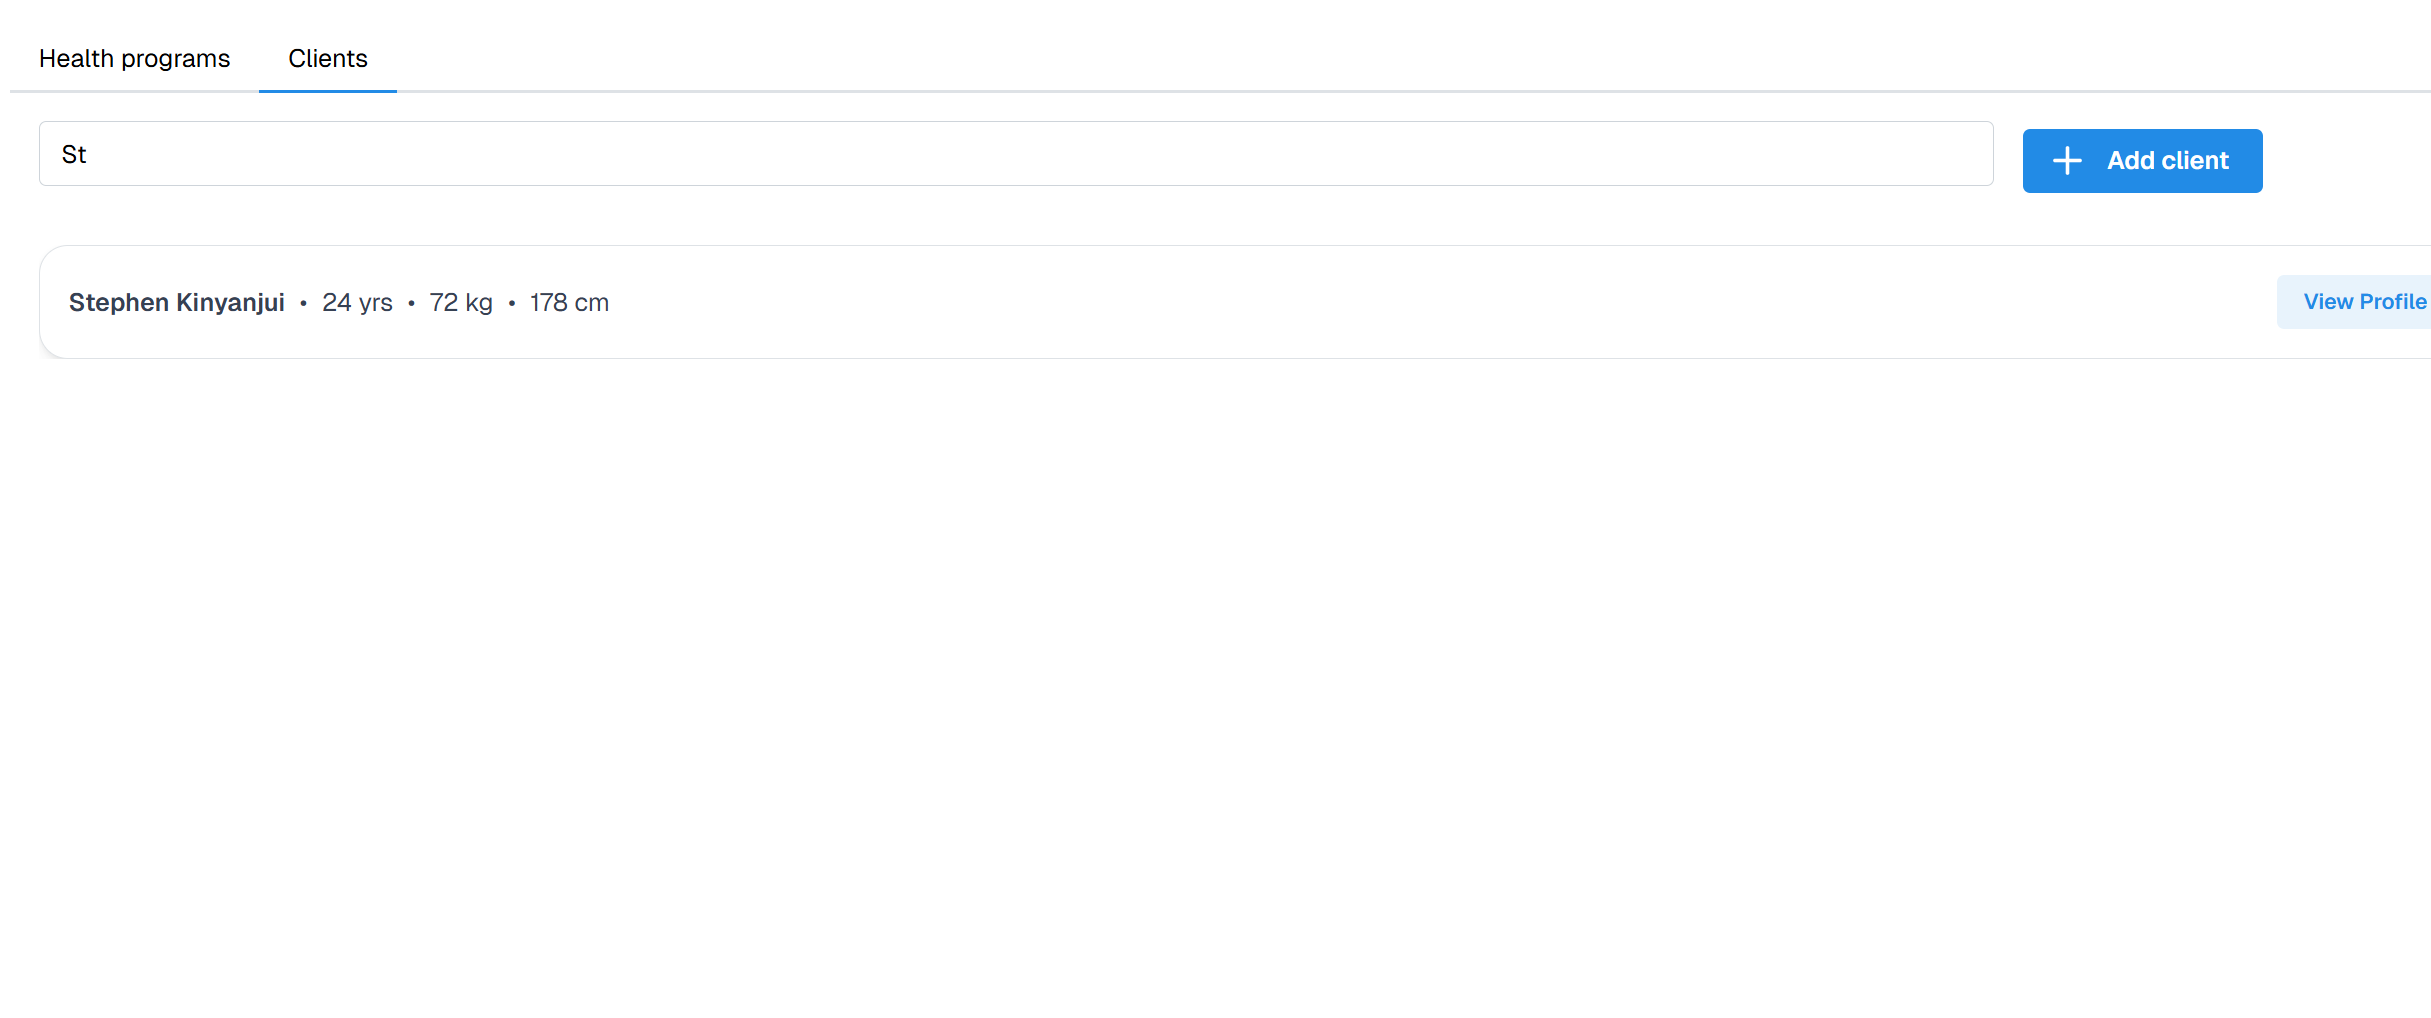 Health programs Clients
St
Add client
Stephen Kinyanjui • 24 yrs • 72 kg • 178 cm View Profile